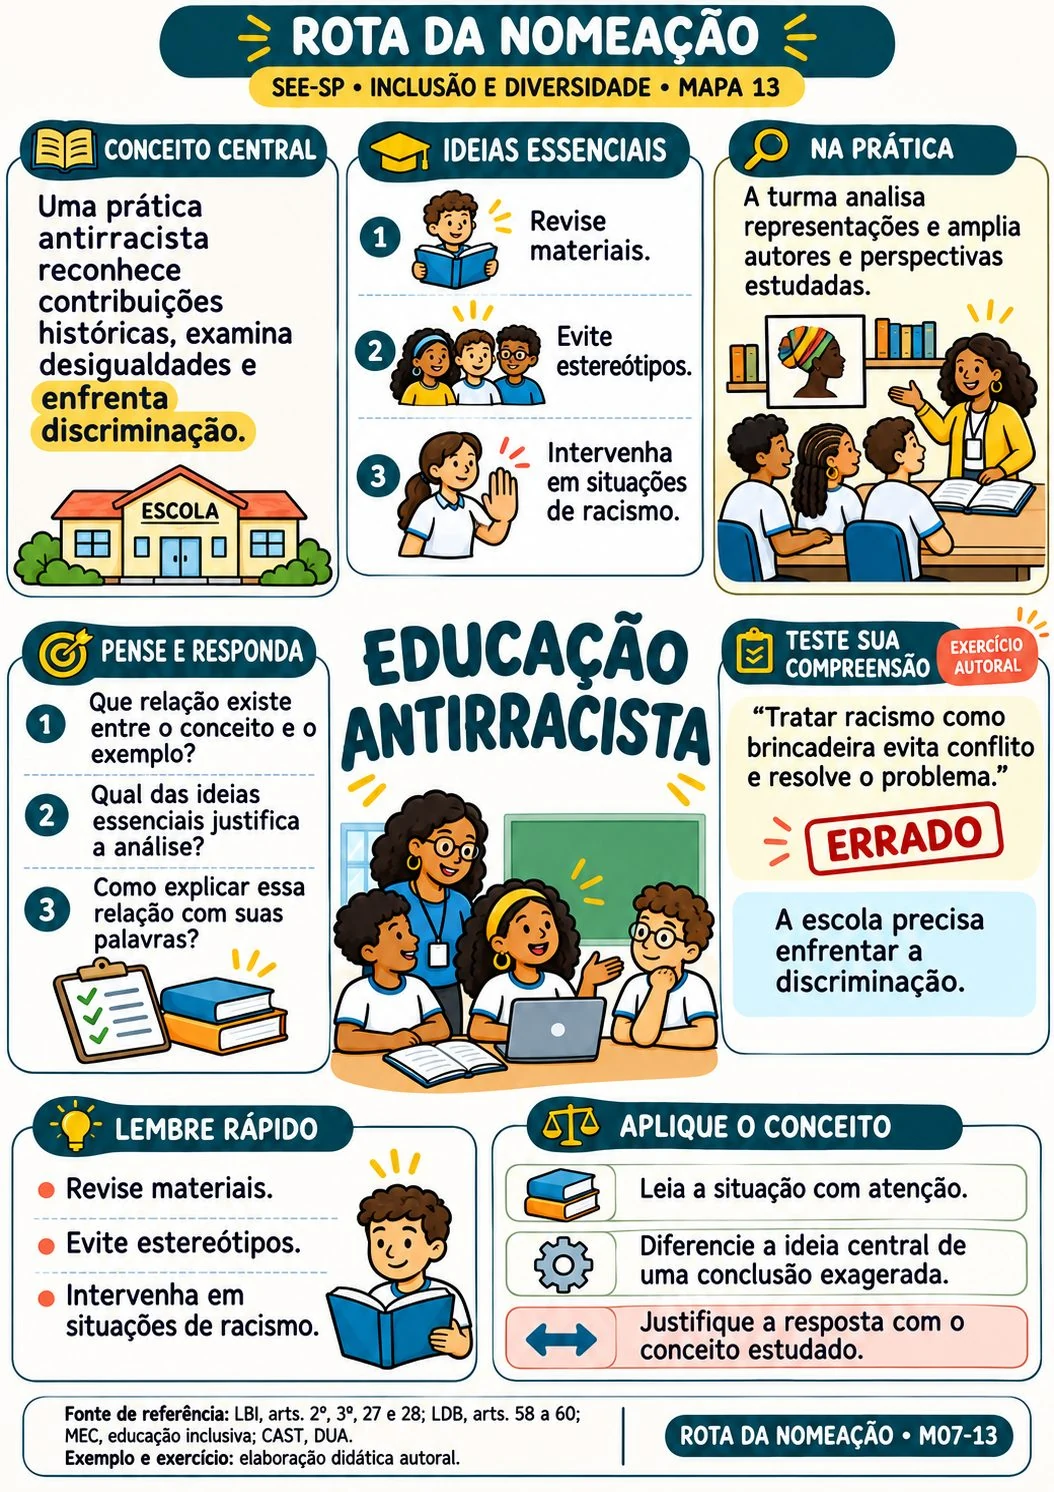 ROTA DA NOMEAÇÃO
SEE-SP • INCLUSÃO E DIVERSIDADE • MAPA 13
CONCEITO CENTRAL
Uma prática
antirracista
reconhece
contribuições
históricas, examina
desigualdades e
enfrenta
discriminação.
ESCOLA
IDEIAS ESSENCIAIS
1
Revise
materiais.
2
Evite
estereótipos.
3
Intervenha
em situações
de racismo.
NA PRÁTICA
A turma analisa
representações e amplia
autores e perspectivas
estudadas.
PENSE E RESPONDA
1
Que relação existe
entre o conceito e o
exemplo?
2
Qual das ideias
essenciais justifica
a análise?
3
Como explicar essa
relação com suas
palavras?
EDUCAÇÃO
ANTIRRACISTA
TESTE SUA
COMPREENSÃO
EXERCÍCIO
AUTORAL
“Tratar racismo como
brincadeira evita conflito
e resolve o problema.”
ERRADO
A escola precisa
enfrentar a
discriminação.
LEMBRE RÁPIDO
• Revise materiais.
• Evite estereótipos.
• Intervenha em
situações de racismo.
APLIQUE O CONCEITO
Leia a situação com atenção.
Diferencie a ideia central de
uma conclusão exagerada.
Justifique a resposta com o
conceito estudado.
Fonte de referência: LBI, arts. 2º, 3º, 27 e 28; LDB, arts. 58 a 60;
MEC, educação inclusiva; CAST, DUA.
Exemplo e exercício: elaboração didática autoral.
ROTA DA NOMEAÇÃO • M07-13